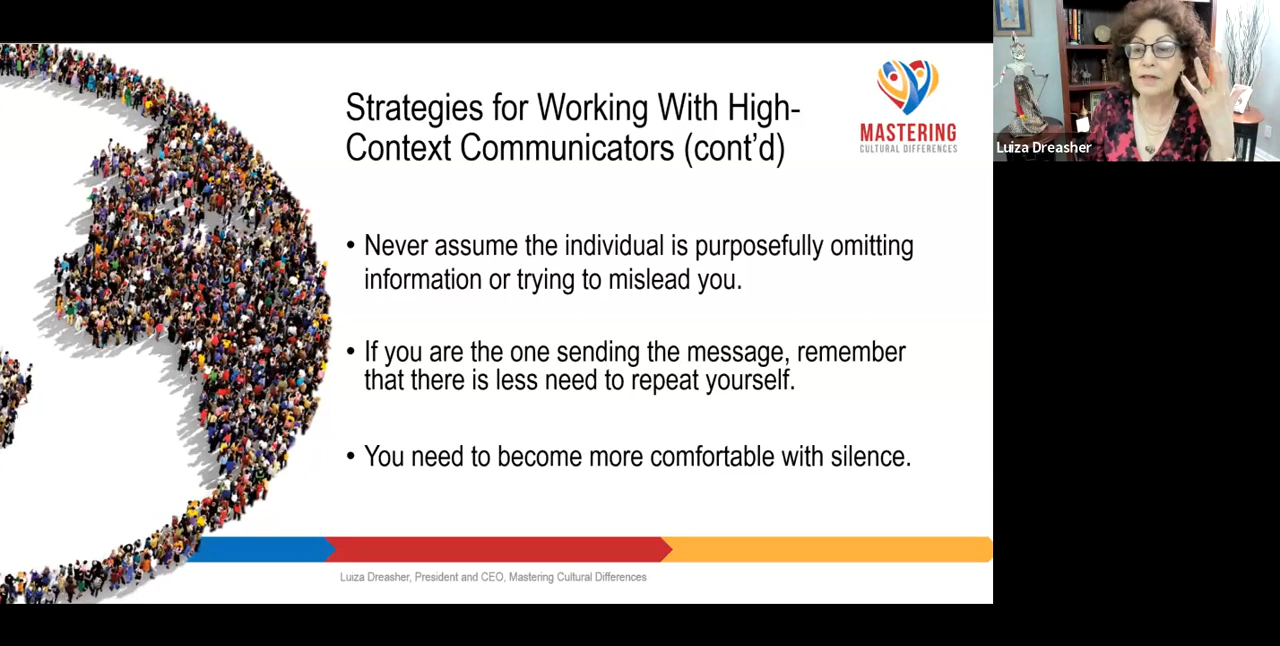 Strategies for Working With High-
Context Communicators (cont’d)
MASTERING
CULTURAL DIFFERENCES
Luiza Dreasher
• Never assume the individual is purposefully omitting
information or trying to mislead you.
• If you are the one sending the message, remember
that there is less need to repeat yourself.
• You need to become more comfortable with silence.
Luiza Dreasher, President and CEO, Mastering Cultural Differences